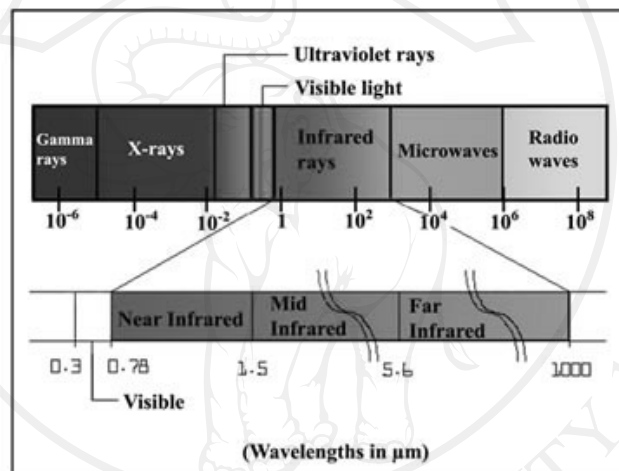 Ultraviolet rays
Visible light
Gamma
rays
X-rays
Infrared
rays
Microwaves
Radio
waves
10⁻⁶ 10⁻⁴ 10⁻² 1 10² 10⁴ 10⁶ 10⁸
Near Infrared
Mid
Infrared
Far
Infrared
0.3 0.78 1.5 5.6 1000
Visible
(Wavelengths in μm)